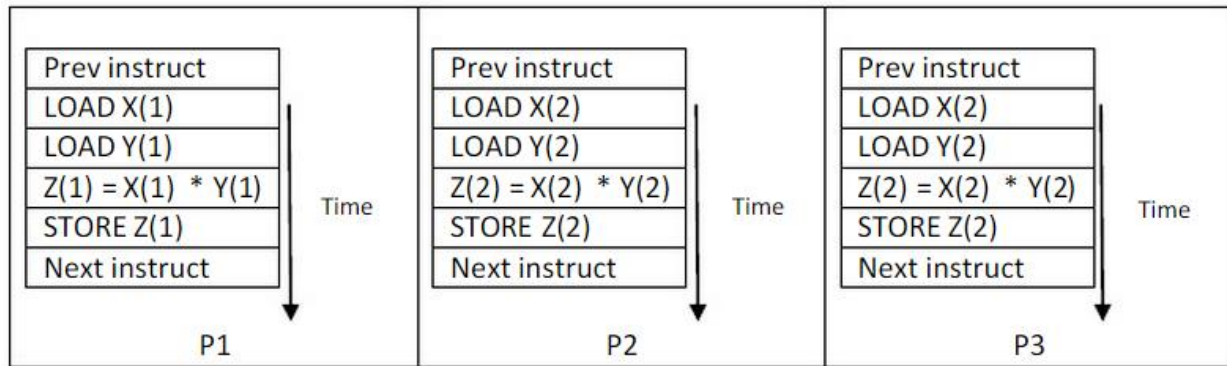 Prev instruct
LOAD X(1)
LOAD Y(1)
Z(1) = X(1) * Y(1)
STORE Z(1)
Next instruct
Time
P1
Prev instruct
LOAD X(2)
LOAD Y(2)
Z(2) = X(2) * Y(2)
STORE Z(2)
Next instruct
Time
P2
Prev instruct
LOAD X(2)
LOAD Y(2)
Z(2) = X(2) * Y(2)
STORE Z(2)
Next instruct
Time
P3